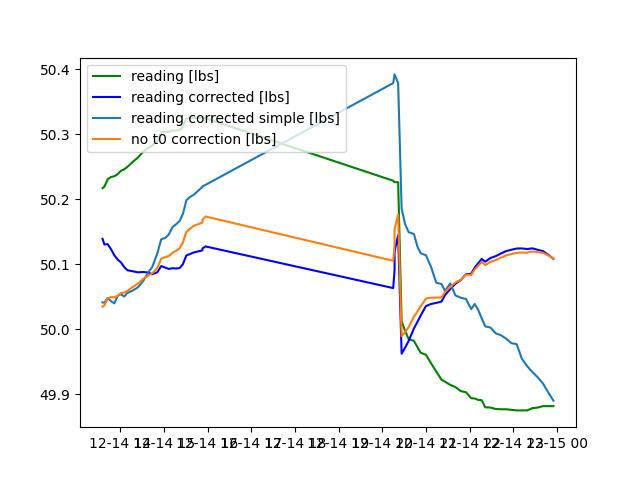 50.4
50.3
50.2
50.1
50.0
49.9
reading [lbs]
reading corrected [lbs]
reading corrected simple [lbs]
no t0 correction [lbs]
12-14 14 12-14 15 12-14 16 12-14 17 12-14 18 12-14 19 12-14 20 12-14 21 12-14 22 12-14 23 12-15 00